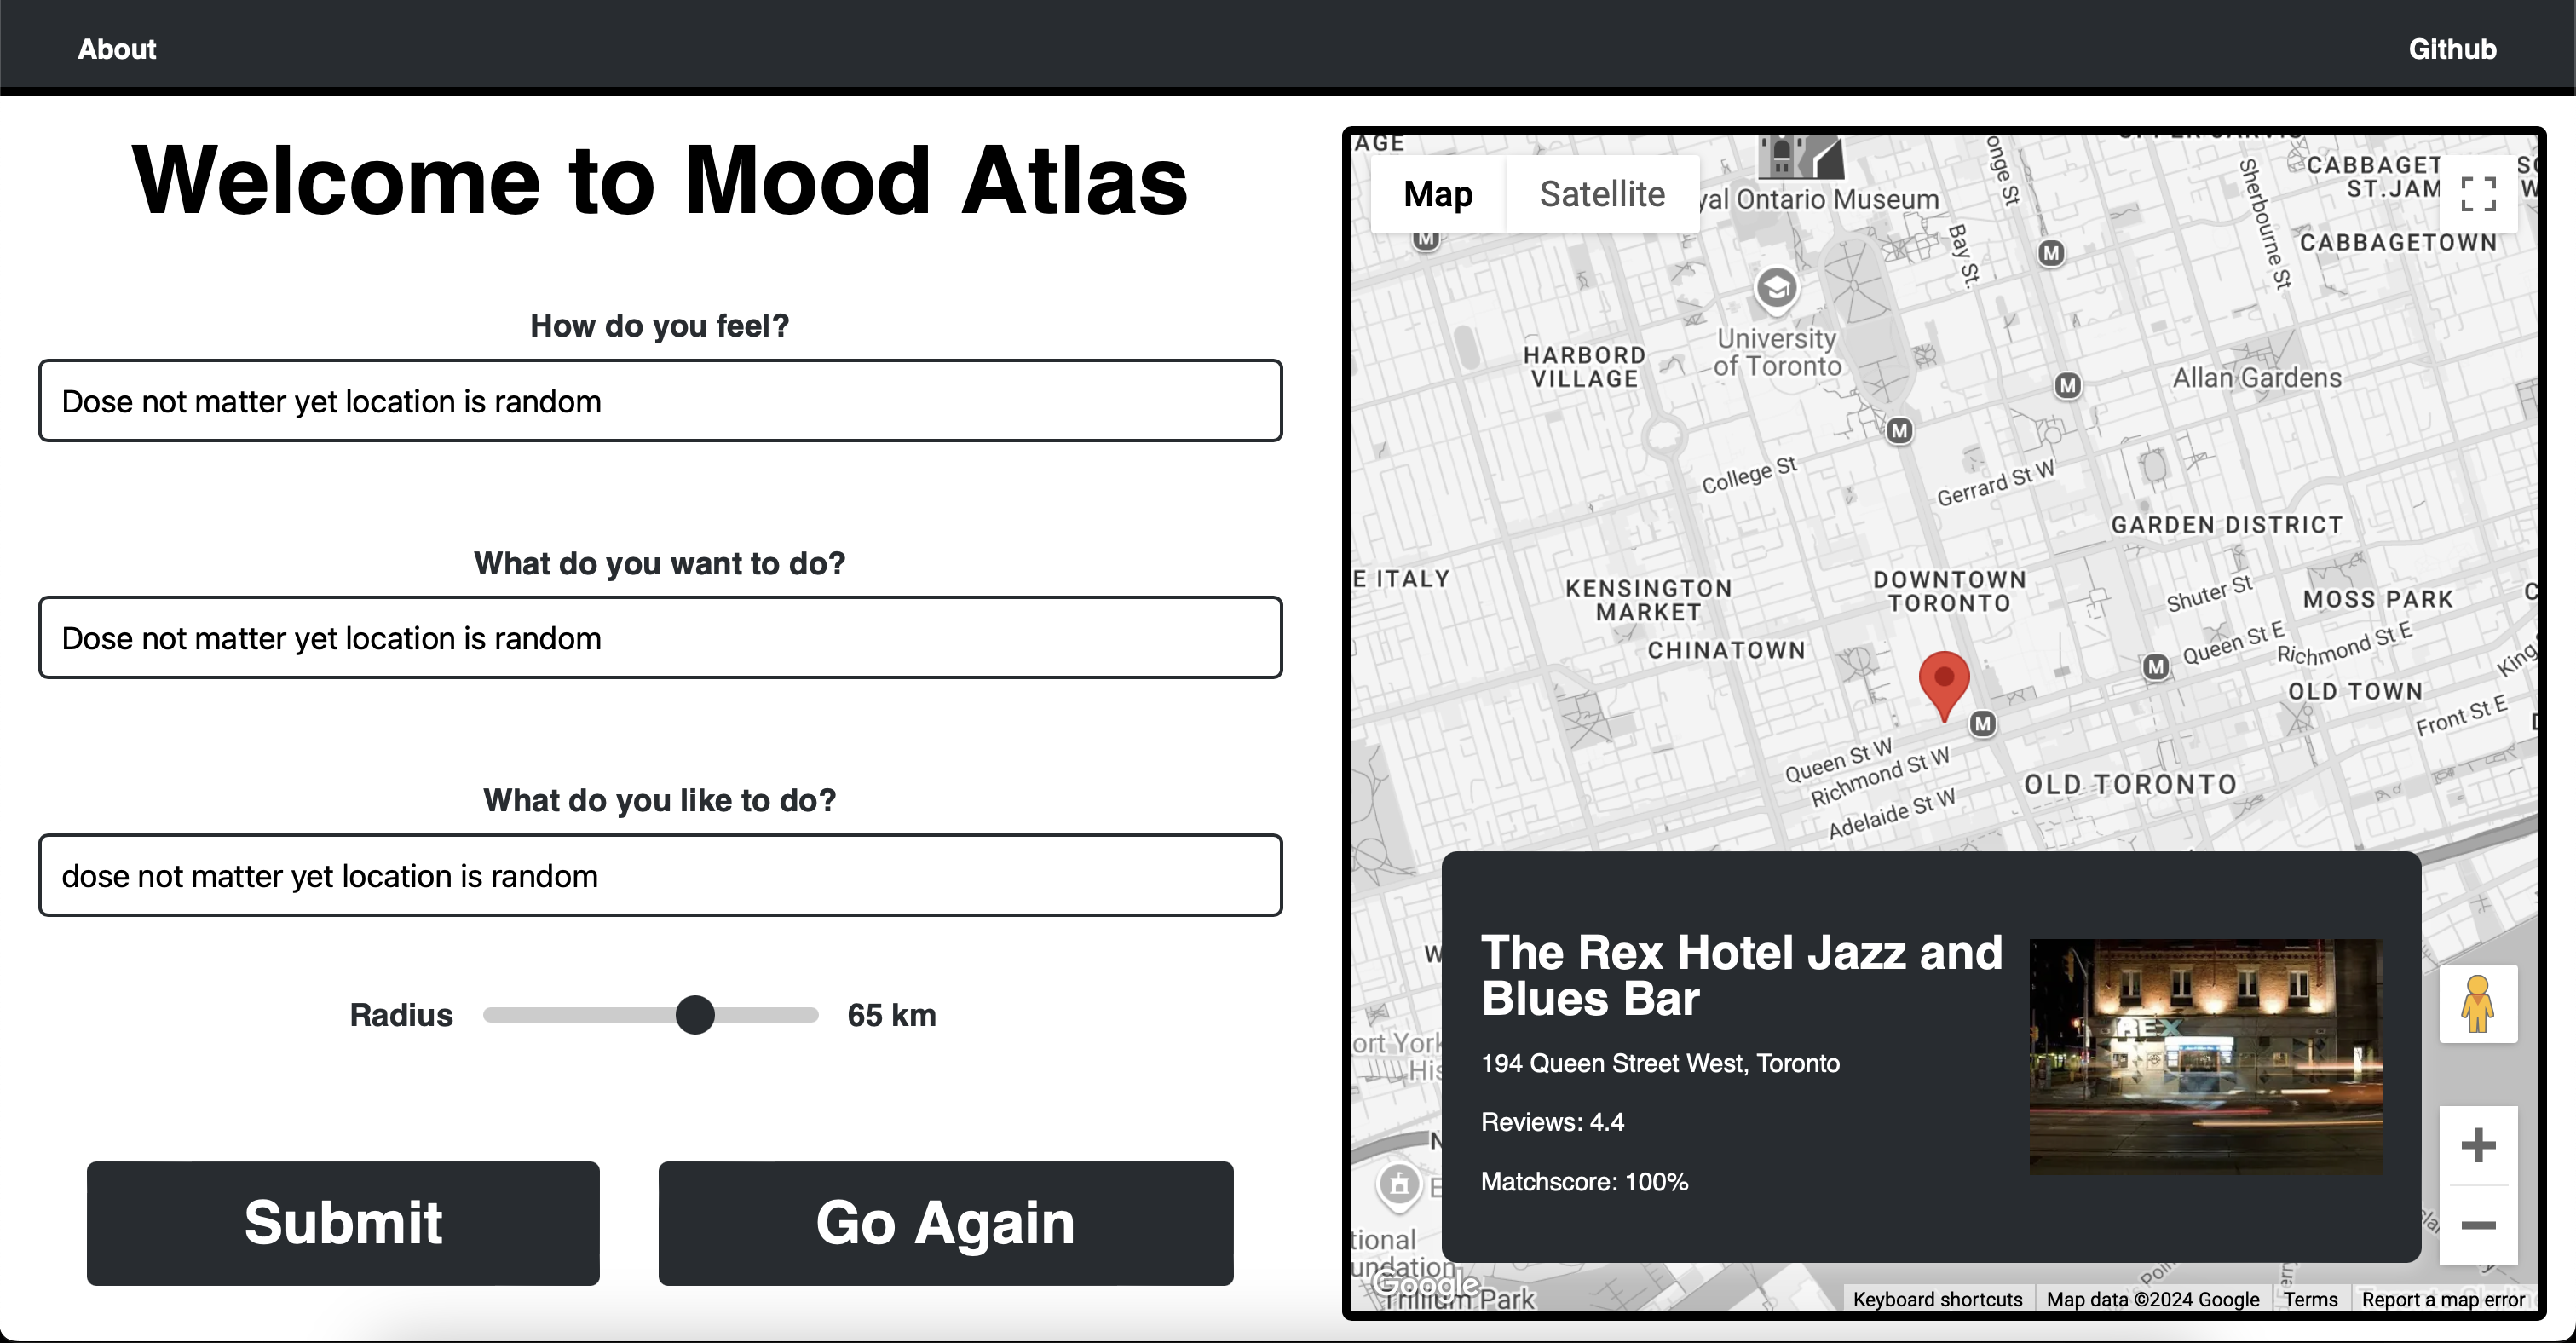 About
Github
Welcome to Mood Atlas
How do you feel?
Dose not matter yet location is random
What do you want to do?
Dose not matter yet location is random
What do you like to do?
dose not matter yet location is random
Radius
65 km
Submit
Go Again
AGE
Map
Satellite
yal Ontario Museum
onge St
Sherbourne St
CABBAGET
ST.JAM
CABBAGETOWN
M
Bay St.
M
University
of Toronto
HARBORD
VILLAGE
Allan Gardens
M
M
College St
Gerrard St W
GARDEN DISTRICT
E ITALY
KENSINGTON
MARKET
DOWNTOWN
TORONTO
Shuter St
MOSS PARK
CHINATOWN
Queen St E
Richmond St E
King
M
OLD TOWN
Front St E
M
Queen St W
Richmond St W
Adelaide St W
OLD TORONTO
The Rex Hotel Jazz and
Blues Bar
194 Queen Street West, Toronto
Reviews: 4.4
Matchscore: 100%
REX
ort York
His
tional
undation
Google
Trillium Park
Keyboard shortcuts
Map data ©2024 Google
Terms
Report a map error